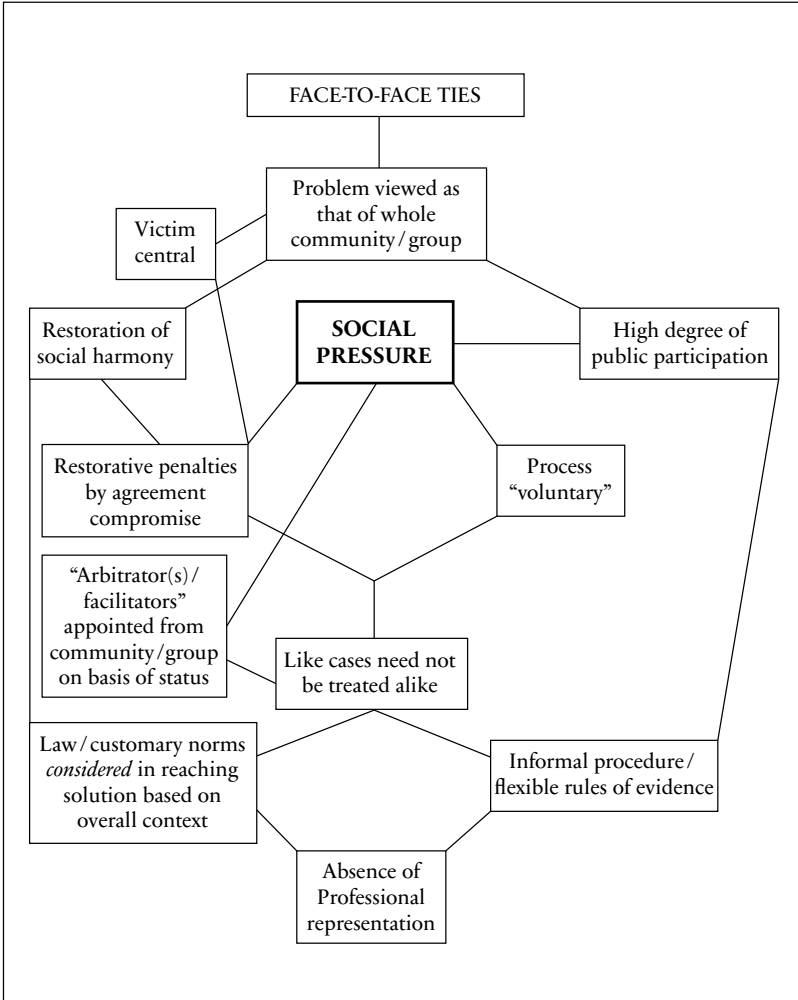 FACE-TO-FACE TIES
Problem viewed as
that of whole
community/group
Victim
central
Restoration of
social harmony
SOCIAL
PRESSURE
High degree of
public participation
Restorative penalties
by agreement
compromise
Process
“voluntary”
“Arbitrator(s)/
facilitators”
appointed from
community/group
on basis of status
Like cases need not
be treated alike
Law/customary norms
considered in reaching
solution based on
overall context
Informal procedure/
flexible rules of evidence
Absence of
Professional
representation